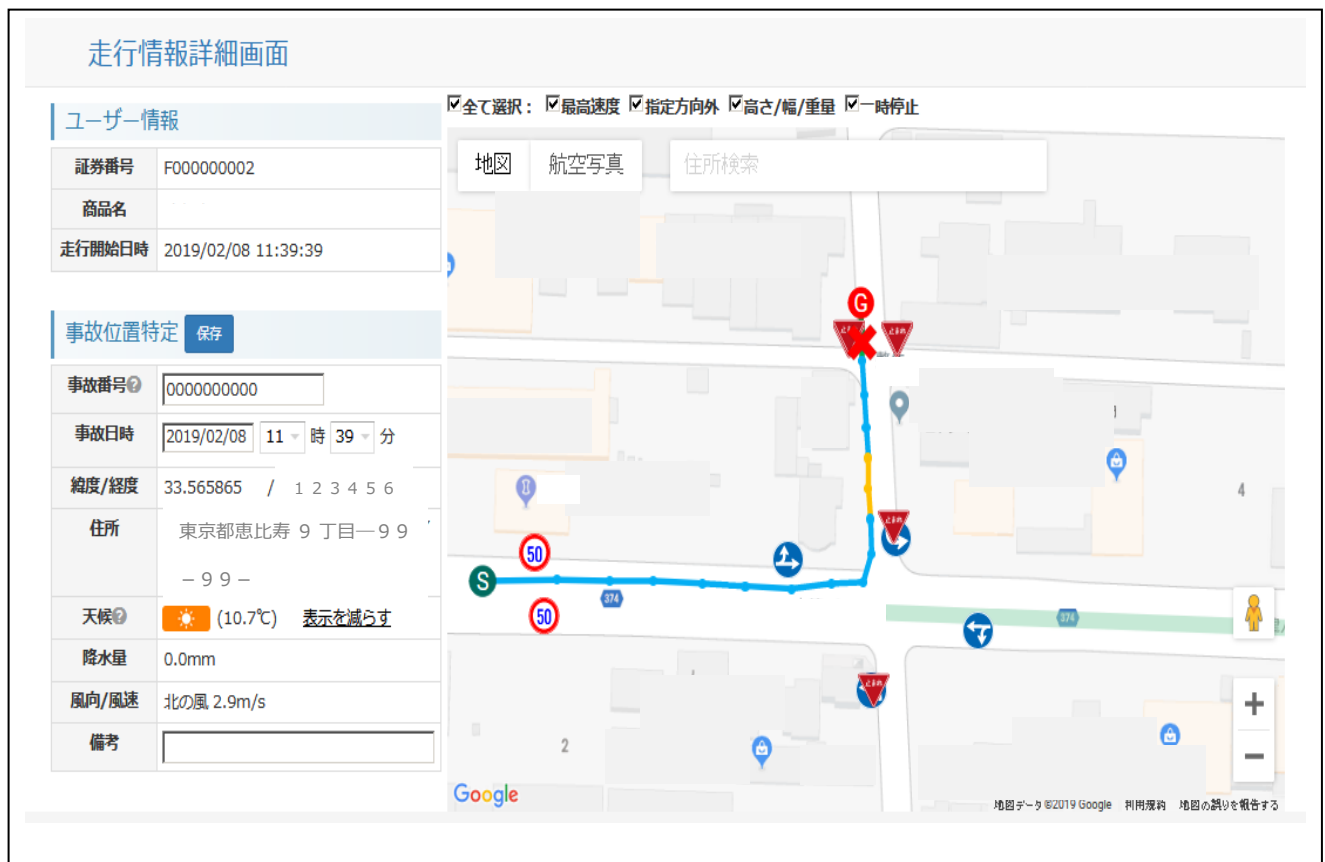 走行情報詳細画面
全て選択： 最高速度 指定方向外 高さ/幅/重量 一時停止
ユーザー情報
証券番号 F000000002
商品名
走行開始日時 2019/02/08 11:39:39
事故位置特定 保存
事故番号 0000000000
事故日時 2019/02/08 11 時 39 分
緯度/経度 33.565865 / １２３４５６
住所 東京都恵比寿９丁目―９９
－９９－
天候 (10.7℃) 表示を減らす
降水量 0.0mm
風向/風速 北の風 2.9m/s
備考
地図 航空写真 住所検索
G
4
50
S
374
50
374
2
Google
地図データ ©2019 Google 利用規約 地図の誤りを報告する